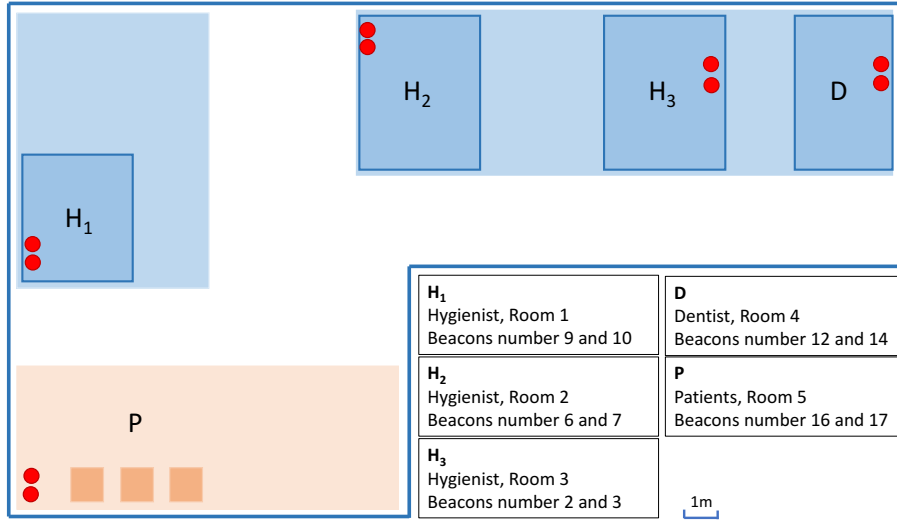 H₂
H₃
D
H₁
P
H₁
Hygienist, Room 1
Beacons number 9 and 10
D
Dentist, Room 4
Beacons number 12 and 14
H₂
Hygienist, Room 2
Beacons number 6 and 7
P
Patients, Room 5
Beacons number 16 and 17
H₃
Hygienist, Room 3
Beacons number 2 and 3
1m